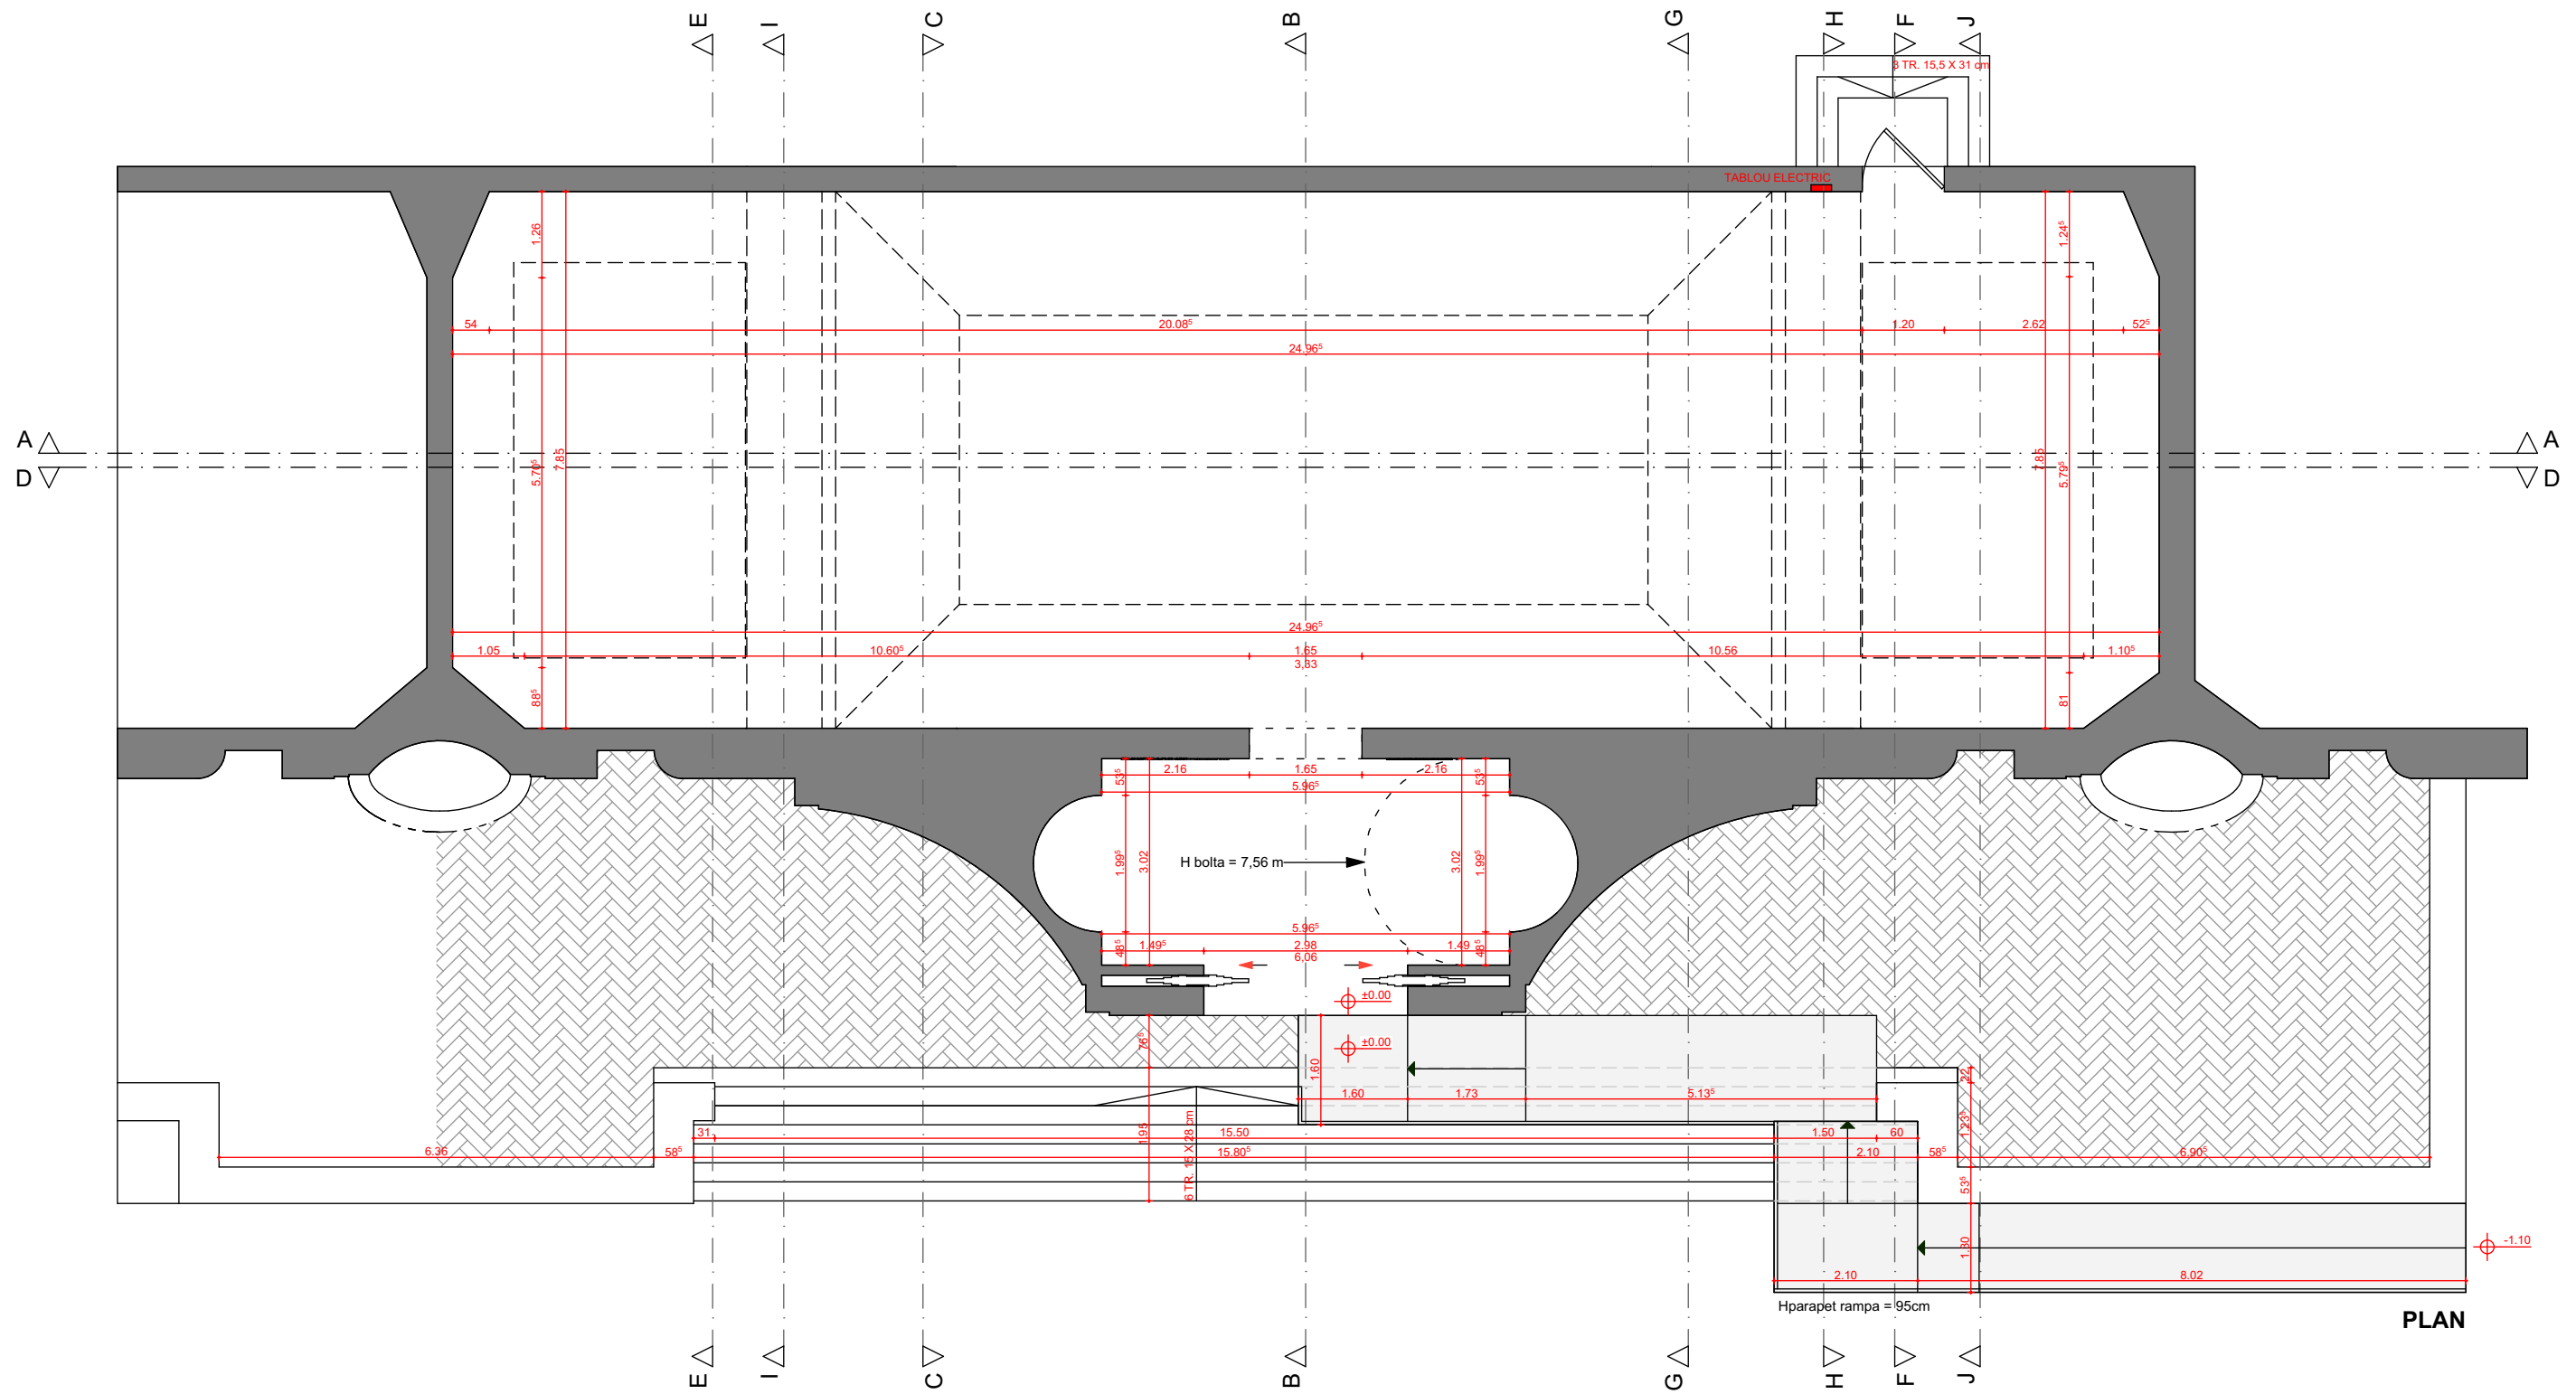 E I C B G H F J
3 TR. 15,5 X 31 cm
TABLOU ELECTRIC
1.26
1.24⁵
54 20.08⁵ 1.20 2.62 52⁵
24.96⁵
A A
D D
5.70⁵ 7.85 7.85 5.79⁵
24.96⁵
1.05 10.60⁵ 1.65 10.56 1.10⁵
3,33
88⁵ 81
53⁵ 2.16 1.65 2.16 53⁵
5.96⁵
1.99⁵ 3.02 H bolta = 7,56 m 3.02 1.99⁵
5.96⁵
48⁵ 1.49⁵ 2.98 1.49 48⁵
6,06
±0.00
76⁵ ±0.00
1.60
22
1.60 1.73 5.13⁵
1.23⁵
31 15.50 1.50 60
1.95
6 TR. 15 X 28 cm
6.36 58⁵ 15.80⁵ 2.10 58⁵ 6.90⁵
53⁵
1.30 -1.10
2.10 8.02
Hparapet rampa = 95cm
PLAN
E I C B G H F J